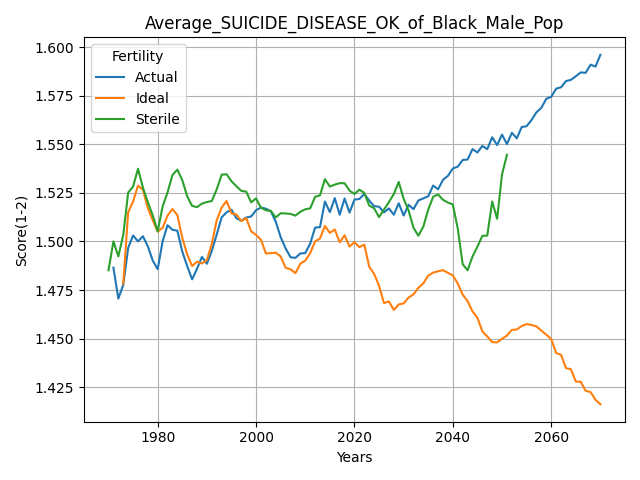 Average_SUICIDE_DISEASE_OK_of_Black_Male_Pop
Fertility
Actual
Ideal
Sterile
Score(1-2)
1.600
1.575
1.550
1.525
1.500
1.475
1.450
1.425
1980
2000
2020
2040
2060
Years